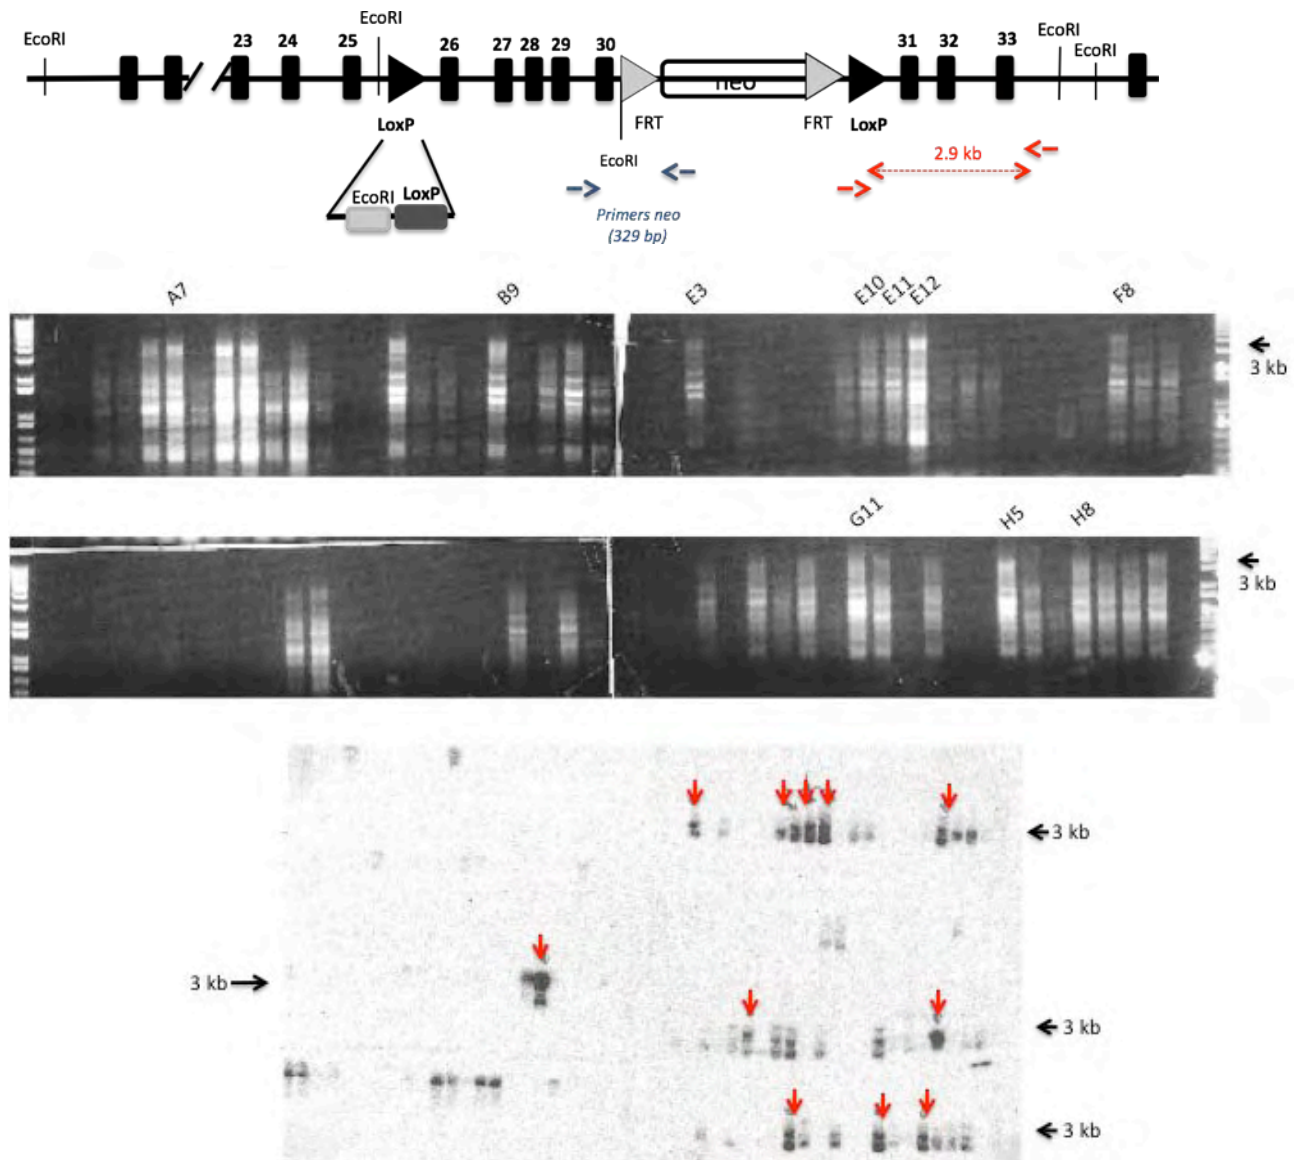 EcoRI
EcoRI
EcoRI
EcoRI
23 24 25 26 27 28 29 30 31 32 33
neo
LoxP
FRT
FRT
LoxP
EcoRI
2.9 kb
EcoRI LoxP
Primers neo
(329 bp)
A7 B9 E3 E10 E11 E12 F8
3 kb
G11 H5 H8
3 kb
3 kb
3 kb
3 kb
3 kb